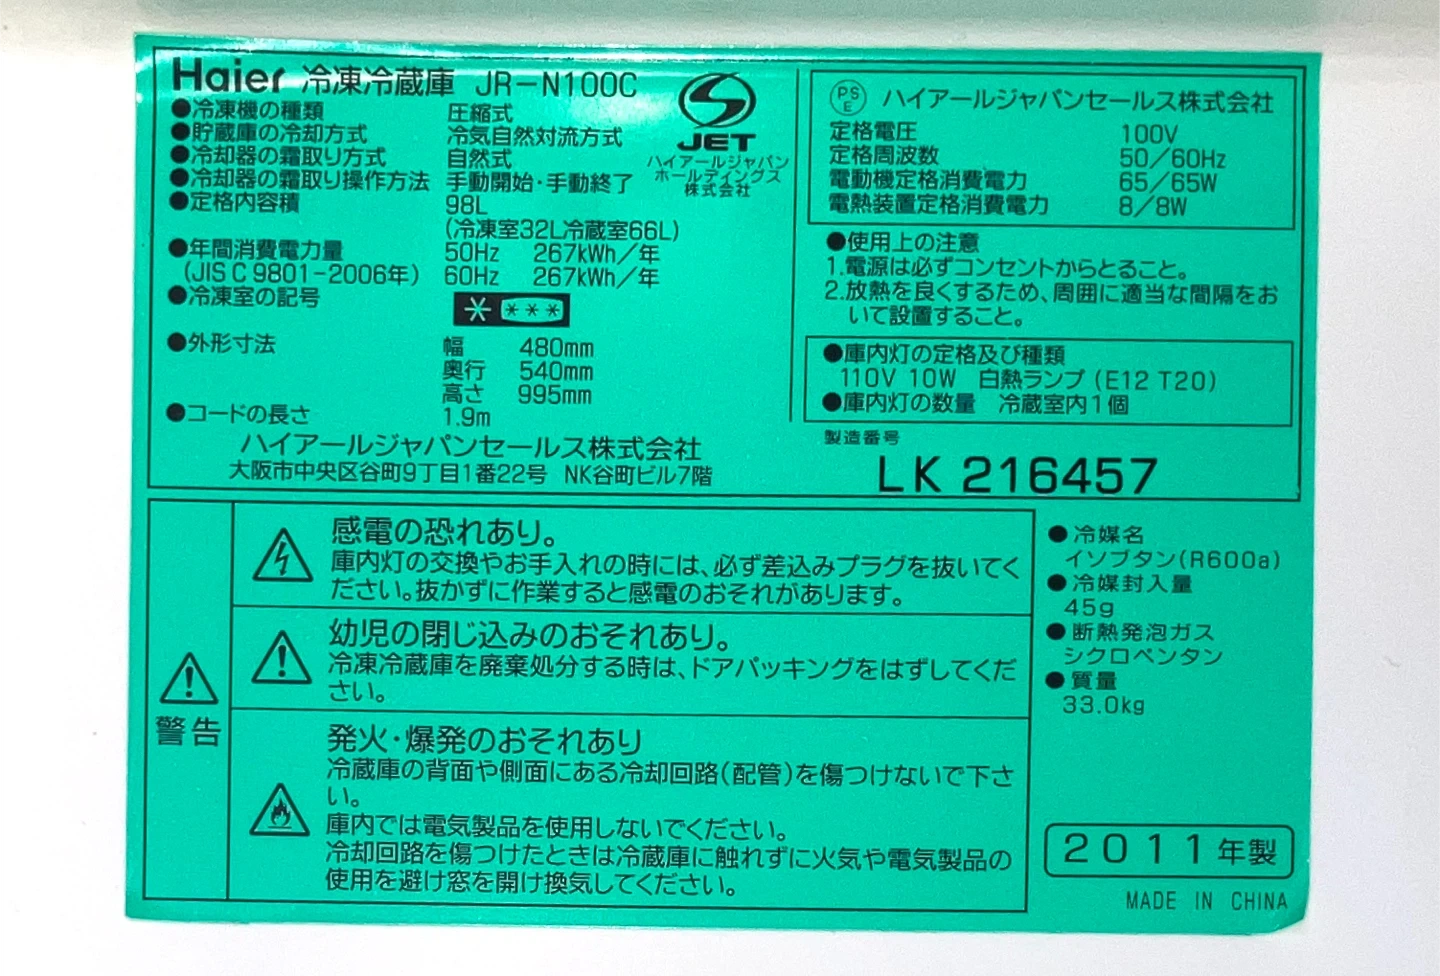 Haier 冷凍冷蔵庫 JR-N100C
●冷凍機の種類 圧縮式
●貯蔵庫の冷却方式 冷気自然対流方式
●冷却器の霜取り方式 自然式
●冷却器の霜取り操作方法 手動開始・手動終了
●定格内容積 98L
(冷凍室32L冷蔵室66L)
●年間消費電力量 50Hz 267kWh/年
(JIS C 9801-2006年) 60Hz 267kWh/年
●冷凍室の記号 * ***
●外形寸法 幅 480mm
奥行 540mm
高さ 995mm
●コードの長さ 1.9m
ハイアールジャパンセールス株式会社
大阪市中央区谷町9丁目1番22号 NK谷町ビル7階
JET
ハイアールジャパン
ホールディングス
株式会社
PSE ハイアールジャパンセールス株式会社
定格電圧 100V
定格周波数 50/60Hz
電動機定格消費電力 65/65W
電熱装置定格消費電力 8/8W
●使用上の注意
1.電源は必ずコンセントからとること。
2.放熱を良くするため、周囲に適当な間隔をお
いて設置すること。
●庫内灯の定格及び種類
110V 10W 白熱ランプ(E12 T20)
●庫内灯の数量 冷蔵室内1個
製造番号
LK 216457
警告
感電の恐れあり。
庫内灯の交換やお手入れの時には、必ず差込みプラグを抜いてく
ださい。抜かずに作業すると感電のおそれがあります。
幼児の閉じ込みのおそれあり。
冷凍冷蔵庫を廃棄処分する時は、ドアパッキングをはずしてくだ
さい。
発火・爆発のおそれあり
冷蔵庫の背面や側面にある冷却回路(配管)を傷つけないで下さ
い。
庫内では電気製品を使用しないでください。
冷却回路を傷つけたときは冷蔵庫に触れずに火気や電気製品の
使用を避け窓を開け換気してください。
●冷媒名
イソブタン(R600a)
●冷媒封入量
45g
●断熱発泡ガス
シクロペンタン
●質量
33.0kg
2011年製
MADE IN CHINA